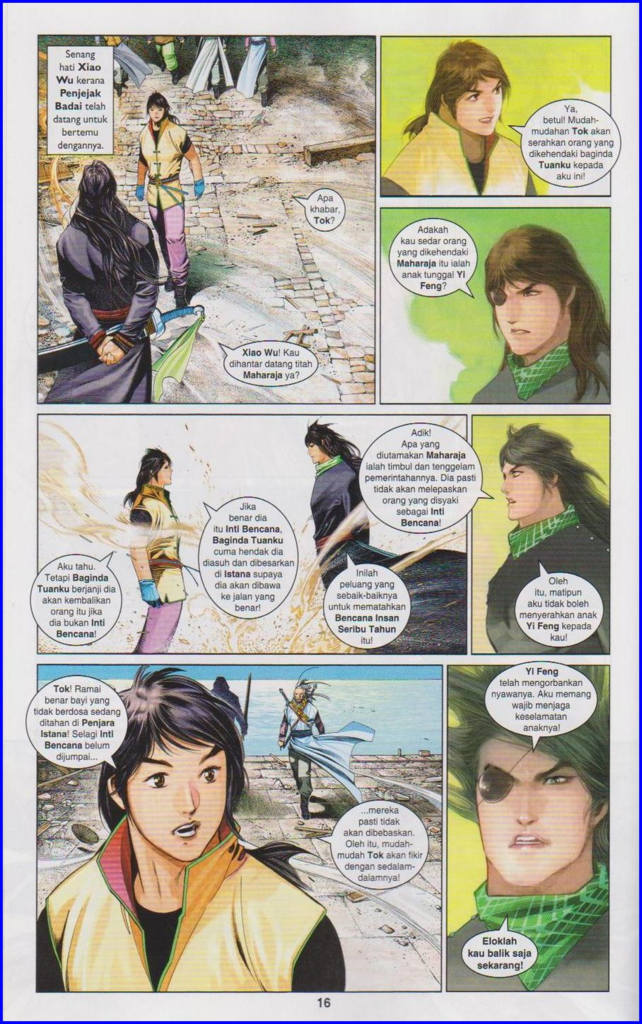 Senang
hati Xiao
Wu kerana
Penjejak
Badai telah
datang untuk
bertemu
dengannya.
Apa
khabar,
Tok?
Xiao Wu! Kau
dihantar datang titah
Maharaja ya?
Ya,
betul! Mudah-
mudahan Tok akan
serahkan orang yang
dikehendaki baginda
Tuanku kepada
aku ini!
Adakah
kau sedar orang
yang dikehendaki
Maharaja itu ialah
anak tunggal Yi
Feng?
Aku tahu.
Tetapi Baginda
Tuanku berjanji dia
akan kembalikan
orang itu jika
dia bukan Inti
Bencana!
Jika
benar dia
itu Inti Bencana,
Baginda Tuanku
cuma hendak dia
diasuh dan dibesarkan
di Istana supaya
dia akan dibawa
ke jalan yang
benar!
Adik!
Apa yang
diutamakan Maharaja
ialah timbul dan tenggelam
pemerintahannya. Dia pasti
tidak akan melepaskan
orang yang disyaki
sebagai Inti
Bencana!
Inilah
peluang yang
sebaik-baiknya
untuk mematahkan
Bencana Insan
Seribu Tahun
itu!
Oleh
itu, matipun
aku tidak boleh
menyerahkan anak
Yi Feng kepada
kau!
Tok! Ramai
benar bayi yang
tidak berdosa sedang
ditahan di Penjara
Istana! Selagi Inti
Bencana belum
dijumpai...
...mereka
pasti tidak
akan dibebaskan.
Oleh itu, mudah-
mudah Tok akan fikir
dengan sedalam-
dalamnya!
Yi Feng
telah mengorbankan
nyawanya. Aku memang
wajib menjaga
keselamatan
anaknya!
Eloklah
kau balik saja
sekarang!
16